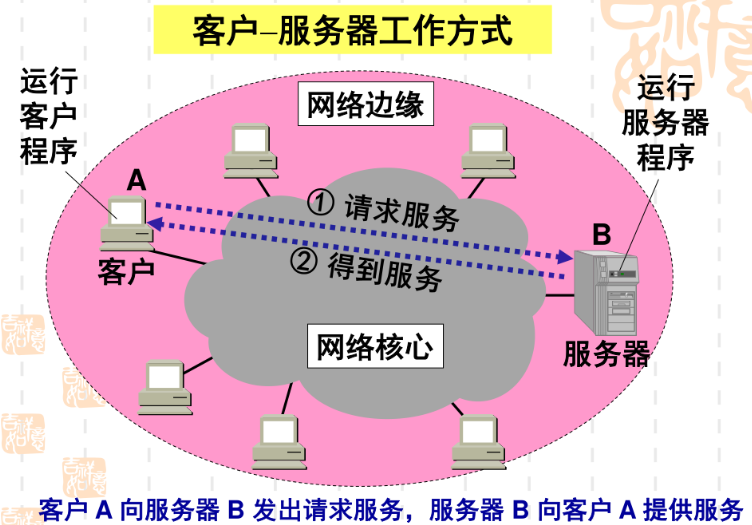 客户–服务器工作方式
运行
客户
程序
网络边缘
运行
服务器
程序
A
① 请求服务
B
② 得到服务
客户
网络核心
服务器
客户 A 向服务器 B 发出请求服务，服务器 B 向客户 A 提供服务